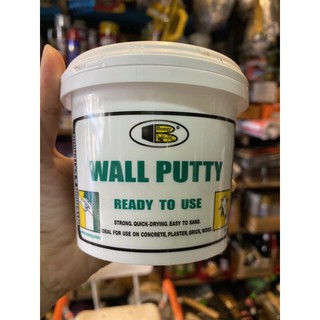 WALL PUTTY
READY TO USE
STRONG. QUICK-DRYING. EASY TO SAND.
IDEAL FOR USE ON CONCRETE, PLASTER, BRICK, WOOD.